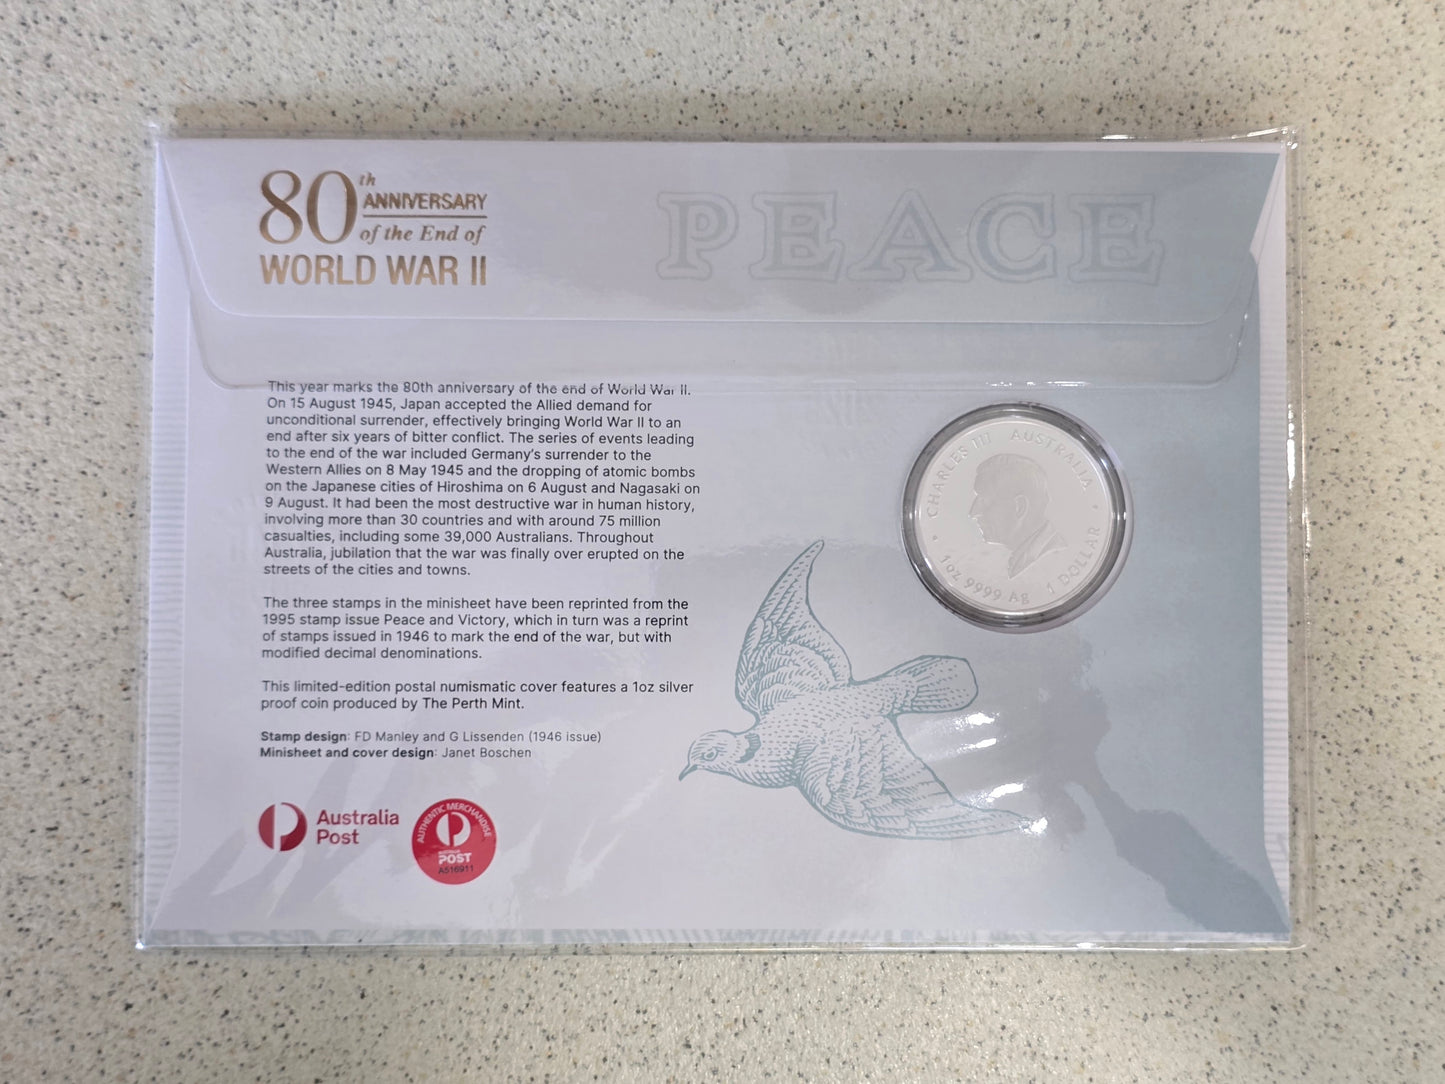 80th ANNIVERSARY
of the End of
WORLD WAR II
PEACE
This year marks the 80th anniversary of the end of World War II.
On 15 August 1945, Japan accepted the Allied demand for
unconditional surrender, effectively bringing World War II to an
end after six years of bitter conflict. The series of events leading
to the end of the war included Germany's surrender to the
Western Allies on 8 May 1945 and the dropping of atomic bombs
on the Japanese cities of Hiroshima on 6 August and Nagasaki on
9 August. It had been the most destructive war in human history,
involving more than 30 countries and with around 75 million
casualties, including some 39,000 Australians. Throughout
Australia, jubilation that the war was finally over erupted on the
streets of the cities and towns.
The three stamps in the minisheet have been reprinted from the
1995 stamp issue Peace and Victory, which in turn was a reprint
of stamps issued in 1946 to mark the end of the war, but with
modified decimal denominations.
This limited-edition postal numismatic cover features a 1oz silver
proof coin produced by The Perth Mint.
Stamp design: FD Manley and G Lissenden (1946 issue)
Minisheet and cover design: Janet Boschen
Australia
Post
AUTHENTIC MERCHANDISE
AUSTRALIA
POST
A516911
CHARLES III AUSTRALIA
1oz 9999 Ag 1 DOLLAR